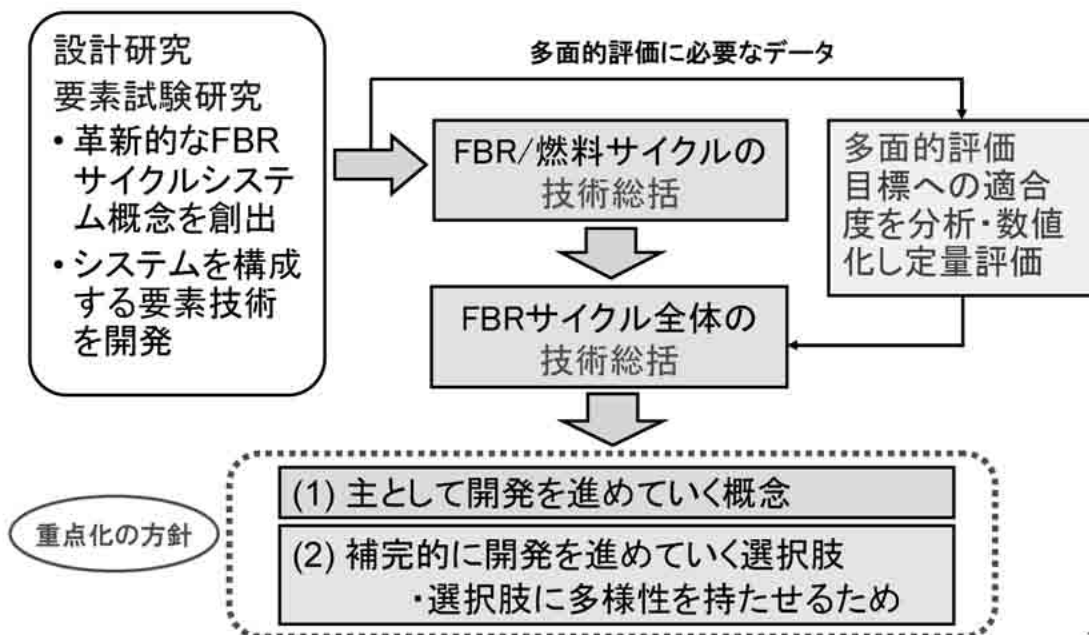 設計研究
要素試験研究
・革新的なFBR
サイクルシステ
ム概念を創出
・システムを構成
する要素技術
を開発
多面的評価に必要なデータ
FBR/燃料サイクルの
技術総括
多面的評価
目標への適合
度を分析・数値
化し定量評価
FBRサイクル全体の
技術総括
重点化の方針
(1) 主として開発を進めていく概念
(2) 補完的に開発を進めていく選択肢
・選択肢に多様性を持たせるため